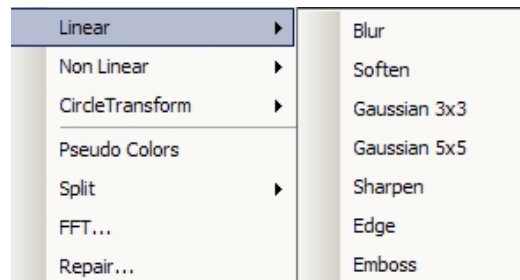 Linear
Non Linear
CircleTransform
Pseudo Colors
Split
FFT...
Repair...
Blur
Soften
Gaussian 3x3
Gaussian 5x5
Sharpen
Edge
Emboss